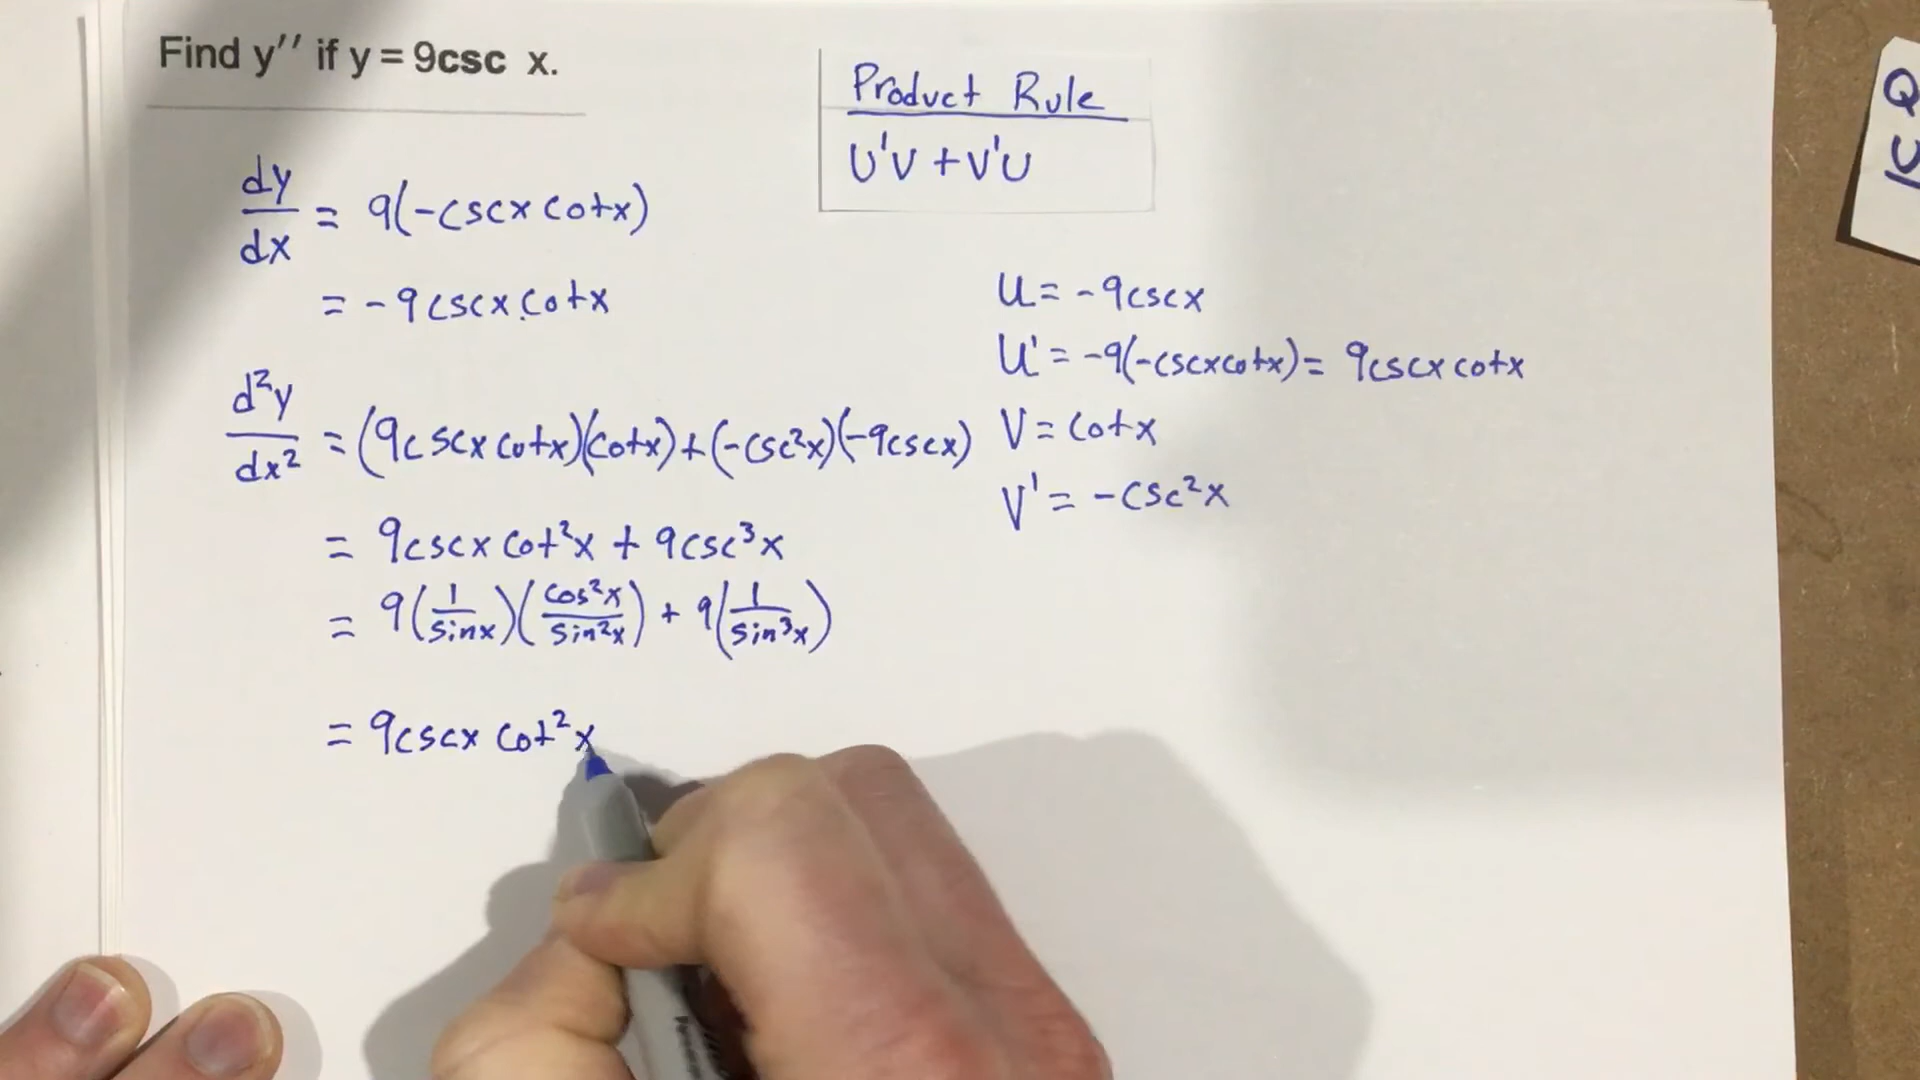 Find y′′ if y = 9csc x.
Product Rule
U'V + V'U
dy/dx = 9(-cscx cotx)
= -9cscx.cotx
U = -9cscx
U' = -9(-cscxcotx) = 9cscx cotx
V = cotx
V' = -csc²x
d²y/dx² = (9cscx cotx)(cotx) + (-csc²x)(-9cscx)
= 9cscx cot²x + 9csc³x
= 9(1/sinx)(cos²x/sin²x) + 9(1/sin³x)
= 9cscx cot²x